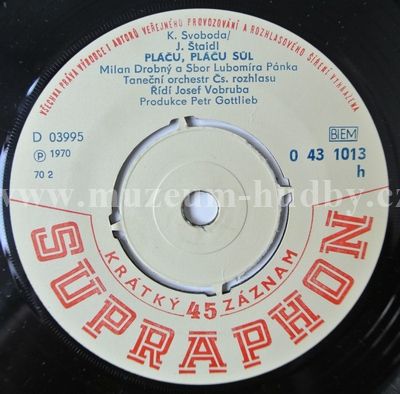 VŠECHNA PRÁVA VÝROBCE I AUTORŮ VEŘEJNÉHO PROVOZOVÁNÍ A ROZHLASOVÉHO ŠÍŘENÍ VYHRAZENA
K. Svoboda/
J. Štaidl
PLÁČU, PLÁČU SŮL
Milan Drobný a Sbor Lubomíra Pánka
Taneční orchestr Čs. rozhlasu
Řídí Josef Vobruba
Produkce Petr Gottlieb
D 03995
Ⓟ 1970
70 2
BIEM
0 43 1013
h
www.muzeum-hudby.cz
KRATKÝ 45 ZÁZNAM
SUPRAPHON